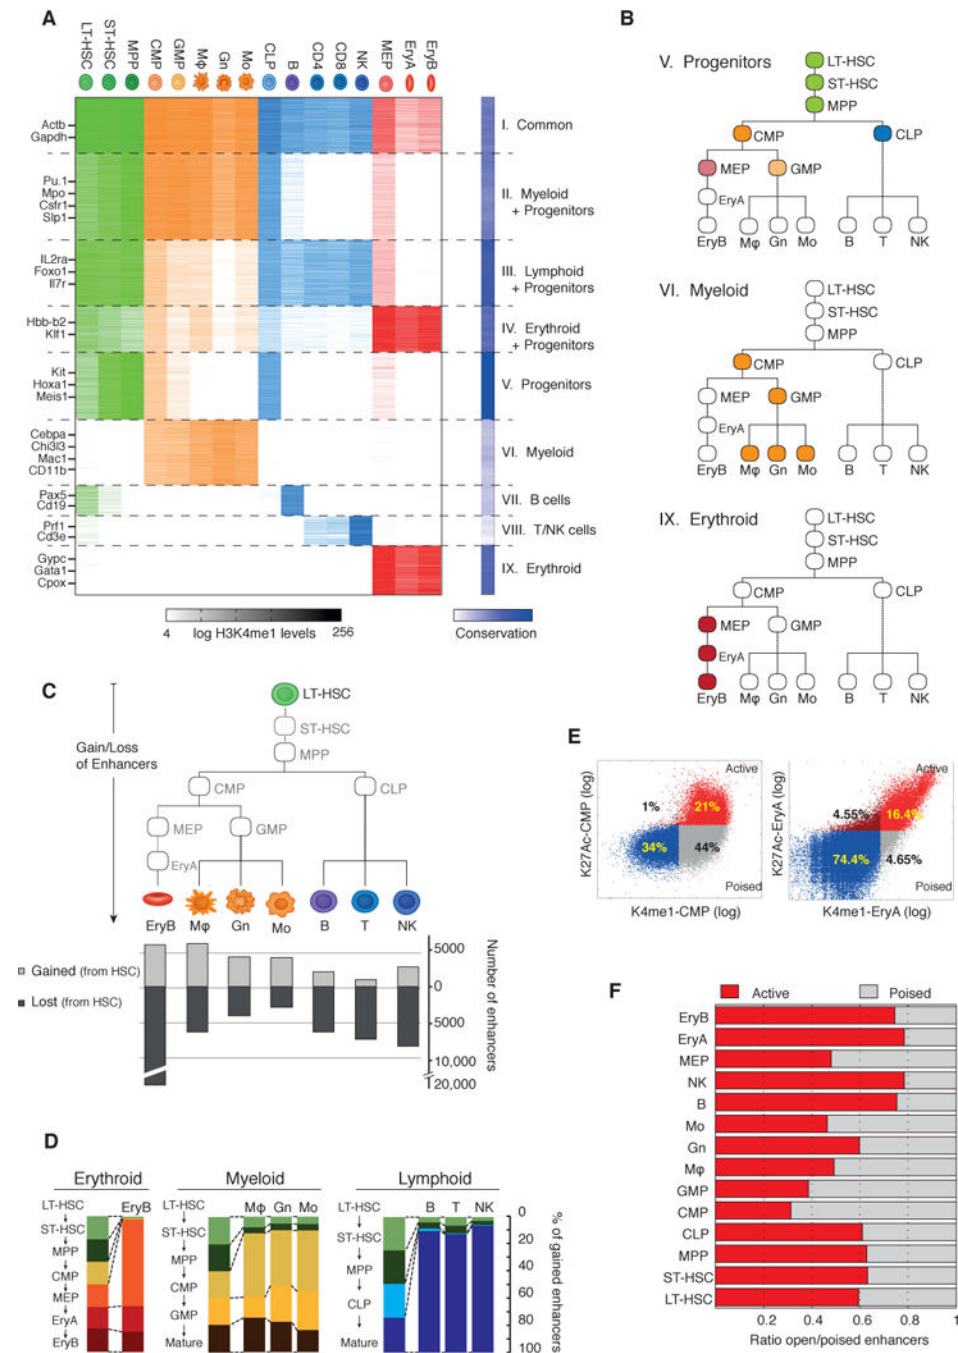 A
LT-HSC
ST-HSC
MPP
CMP
GMP
Mφ
Gn
Mo
CLP
B
CD4
CD8
NK
MEP
EryA
EryB
Actb
Gapdh
I. Common
Pu.1
Mpo
Csfr1
Slp1
II. Myeloid
+ Progenitors
IL2ra
Foxo1
Il7r
III. Lymphoid
+ Progenitors
Hbb-b2
Klf1
IV. Erythroid
+ Progenitors
Kit
Hoxa1
Meis1
V. Progenitors
Cebpa
Chi3l3
Mac1
CD11b
VI. Myeloid
Pax5
Cd19
VII. B cells
Prf1
Cd3e
VIII. T/NK cells
Gypc
Gata1
Cpox
IX. Erythroid
4 log H3K4me1 levels 256
Conservation
B
V. Progenitors
LT-HSC
ST-HSC
MPP
CMP
CLP
MEP
GMP
EryA
EryB Mφ Gn Mo B T NK
VI. Myeloid
LT-HSC
ST-HSC
MPP
CMP
CLP
MEP
GMP
EryA
EryB Mφ Gn Mo B T NK
IX. Erythroid
LT-HSC
ST-HSC
MPP
CMP
CLP
MEP
GMP
EryA
EryB Mφ Gn Mo B T NK
C
Gain/Loss
of Enhancers
LT-HSC
ST-HSC
MPP
CMP
CLP
MEP
GMP
EryA
EryB Mφ Gn Mo B T NK
Gained (from HSC)
Lost (from HSC)
5000
0
5000
10,000
20,000
Number of enhancers
D
Erythroid
LT-HSC
ST-HSC
MPP
CMP
MEP
EryA
EryB
EryB
Myeloid
LT-HSC
ST-HSC
MPP
CMP
GMP
Mature
Mφ Gn Mo
Lymphoid
LT-HSC
ST-HSC
MPP
CLP
Mature
B T NK
0
20
40
60
80
100
% of gained enhancers
E
K27Ac-CMP (log)
Active
1%
21%
34%
44%
Poised
K4me1-CMP (log)
K27Ac-EryA (log)
Active
4.55%
16.4%
74.4%
4.65%
Poised
K4me1-EryA (log)
F
Active
Poised
EryB
EryA
MEP
NK
B
Mo
Gn
Mφ
GMP
CMP
CLP
MPP
ST-HSC
LT-HSC
0.2 0.4 0.6 0.8 1
Ratio open/poised enhancers